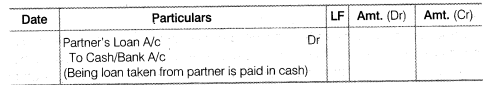 Date Particulars LF Amt. (Dr) Amt. (Cr)
Partner's Loan A/c Dr
To Cash/Bank A/c
(Being loan taken from partner is paid in cash)